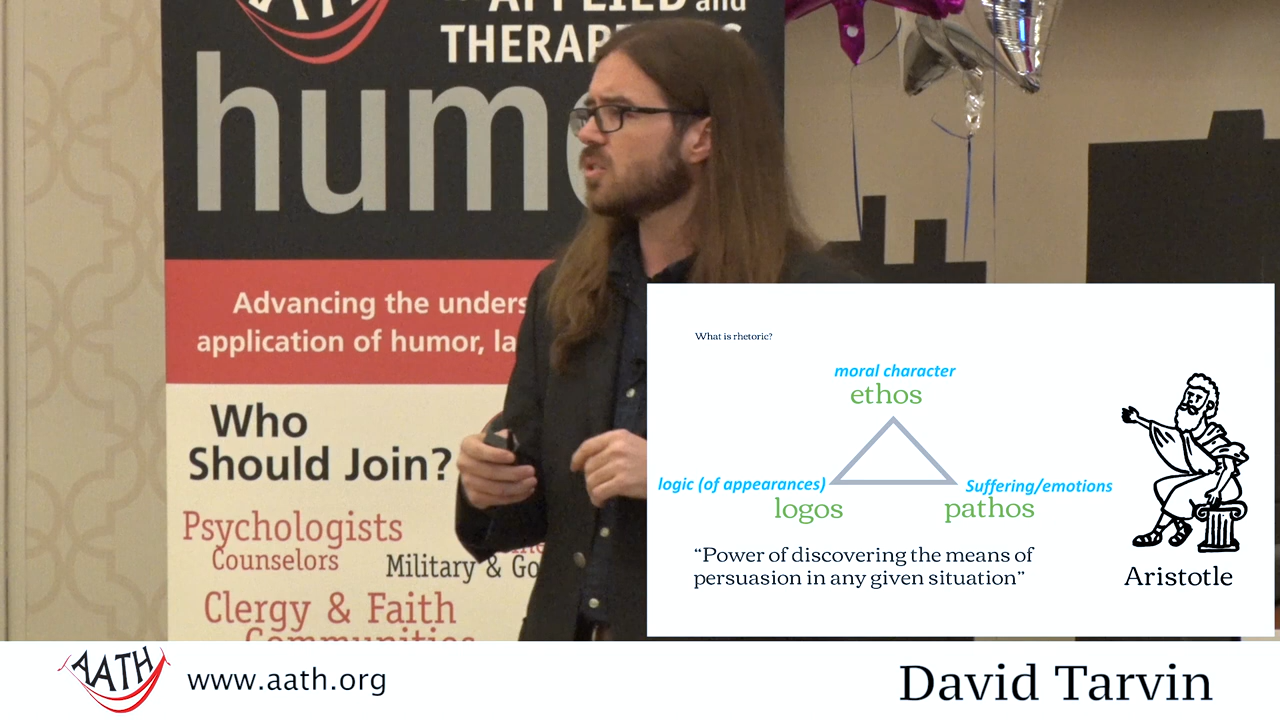 AATH
APPLIED and
humo
Advancing the unders
application of humor, la
Who
Should Join?
Psychologists
Counselors
Military & Go
Clergy & Faith
Communities
What is rhetoric?
moral character
ethos
logic (of appearances)
Suffering/emotions
logos
pathos
“Power of discovering the means of
persuasion in any given situation”
Aristotle
AATH
www.aath.org
David Tarvin